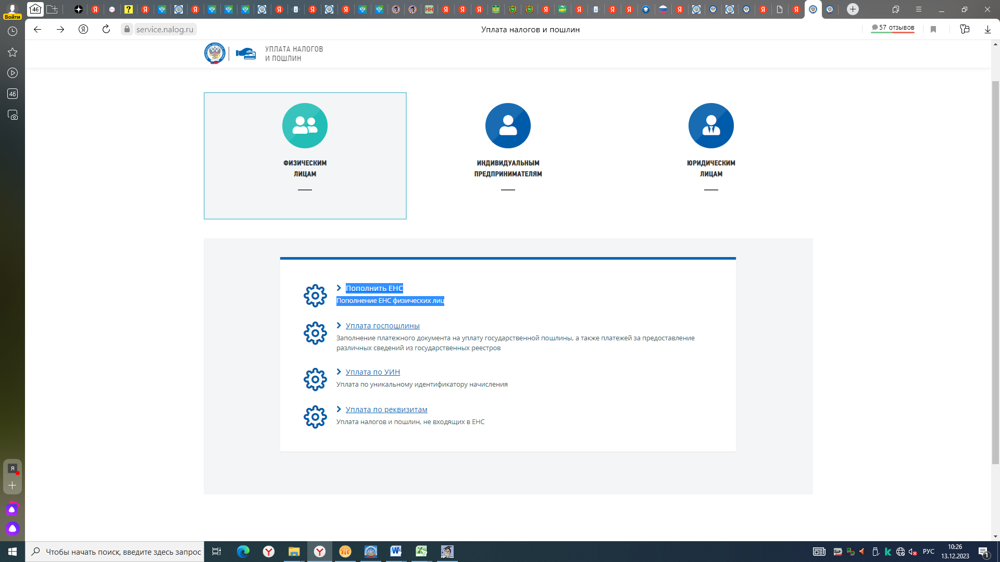 46
Войти
service.nalog.ru
Уплата налогов и пошлин
57 отзывов
46
УПЛАТА НАЛОГОВ
И ПОШЛИН
ФИЗИЧЕСКИМ
ЛИЦАМ
ИНДИВИДУАЛЬНЫМ
ПРЕДПРИНИМАТЕЛЯМ
ЮРИДИЧЕСКИМ
ЛИЦАМ
Пополнить ЕНС
Пополнение ЕНС физических лиц
Уплата госпошлины
Заполнение платежного документа на уплату государственной пошлины, а также платежей за предоставление
различных сведений из государственных реестров
Уплата по УИН
Уплата по уникальному идентификатору начисления
Уплата по реквизитам
Уплата налогов и пошлин, не входящих в ЕНС
Чтобы начать поиск, введите здесь запрос
РУС
10:26
13.12.2023
1